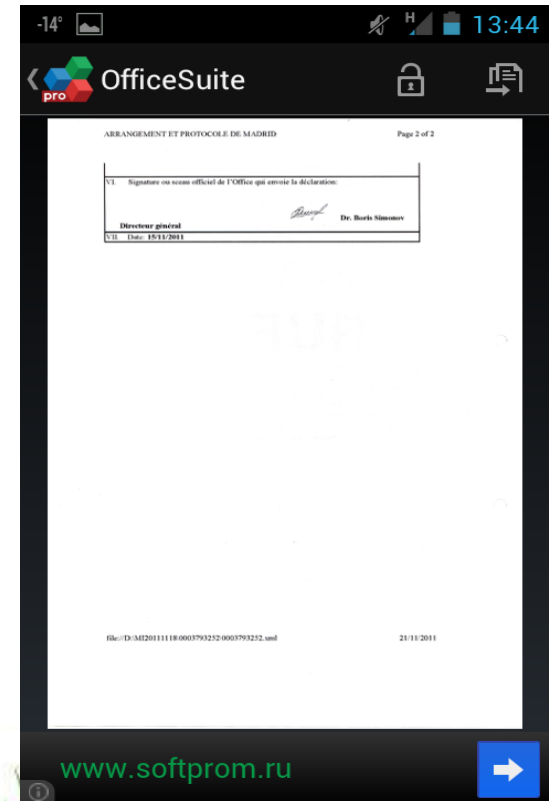 -14° H 13:44
OfficeSuite
pro
ARRANGEMENT ET PROTOCOLE DE MADRID Page 2 of 2
VI. Signature ou sceau officiel de l'Office qui envoie la déclaration:
Dr. Boris Simonov
Directeur général
VII. Date: 15/11/2011
file://D:\MI20111118\0003793252\0003793252.xml 21/11/2011
www.softprom.ru